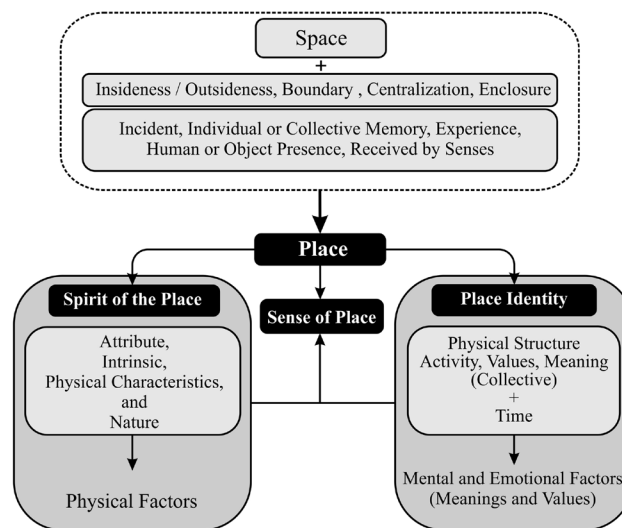 Space
+
Insideness / Outsideness, Boundary , Centralization, Enclosure
Incident, Individual or Collective Memory, Experience,
Human or Object Presence, Received by Senses
Place
Spirit of the Place
Attribute,
Intrinsic,
Physical Characteristics,
and
Nature
Physical Factors
Sense of Place
Place Identity
Physical Structure
Activity, Values, Meaning
(Collective)
+
Time
Mental and Emotional Factors
(Meanings and Values)